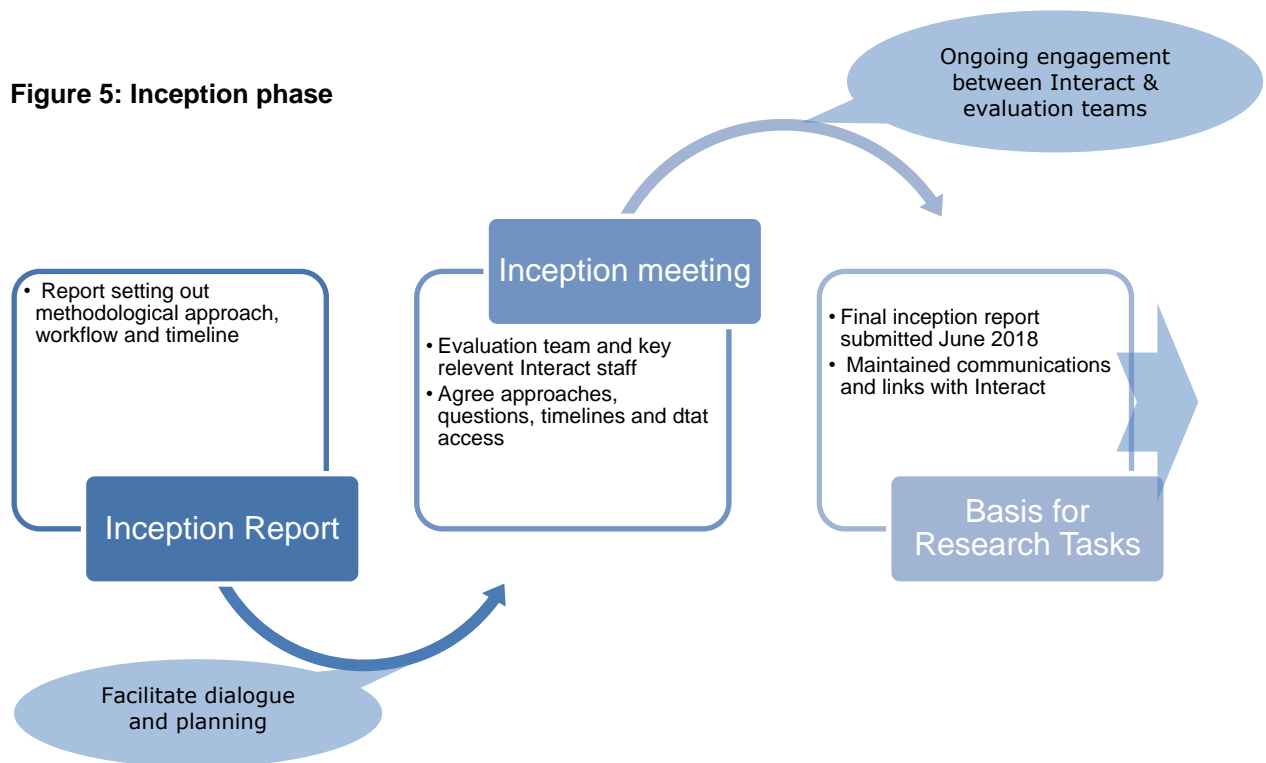 Figure 5: Inception phase
Ongoing engagement
between Interact &
evaluation teams
• Report setting out
methodological approach,
workflow and timeline
Inception Report
Facilitate dialogue
and planning
Inception meeting
• Evaluation team and key
relevent Interact staff
• Agree approaches,
questions, timelines and dtat
access
• Final inception report
submitted June 2018
• Maintained communications
and links with Interact
Basis for
Research Tasks